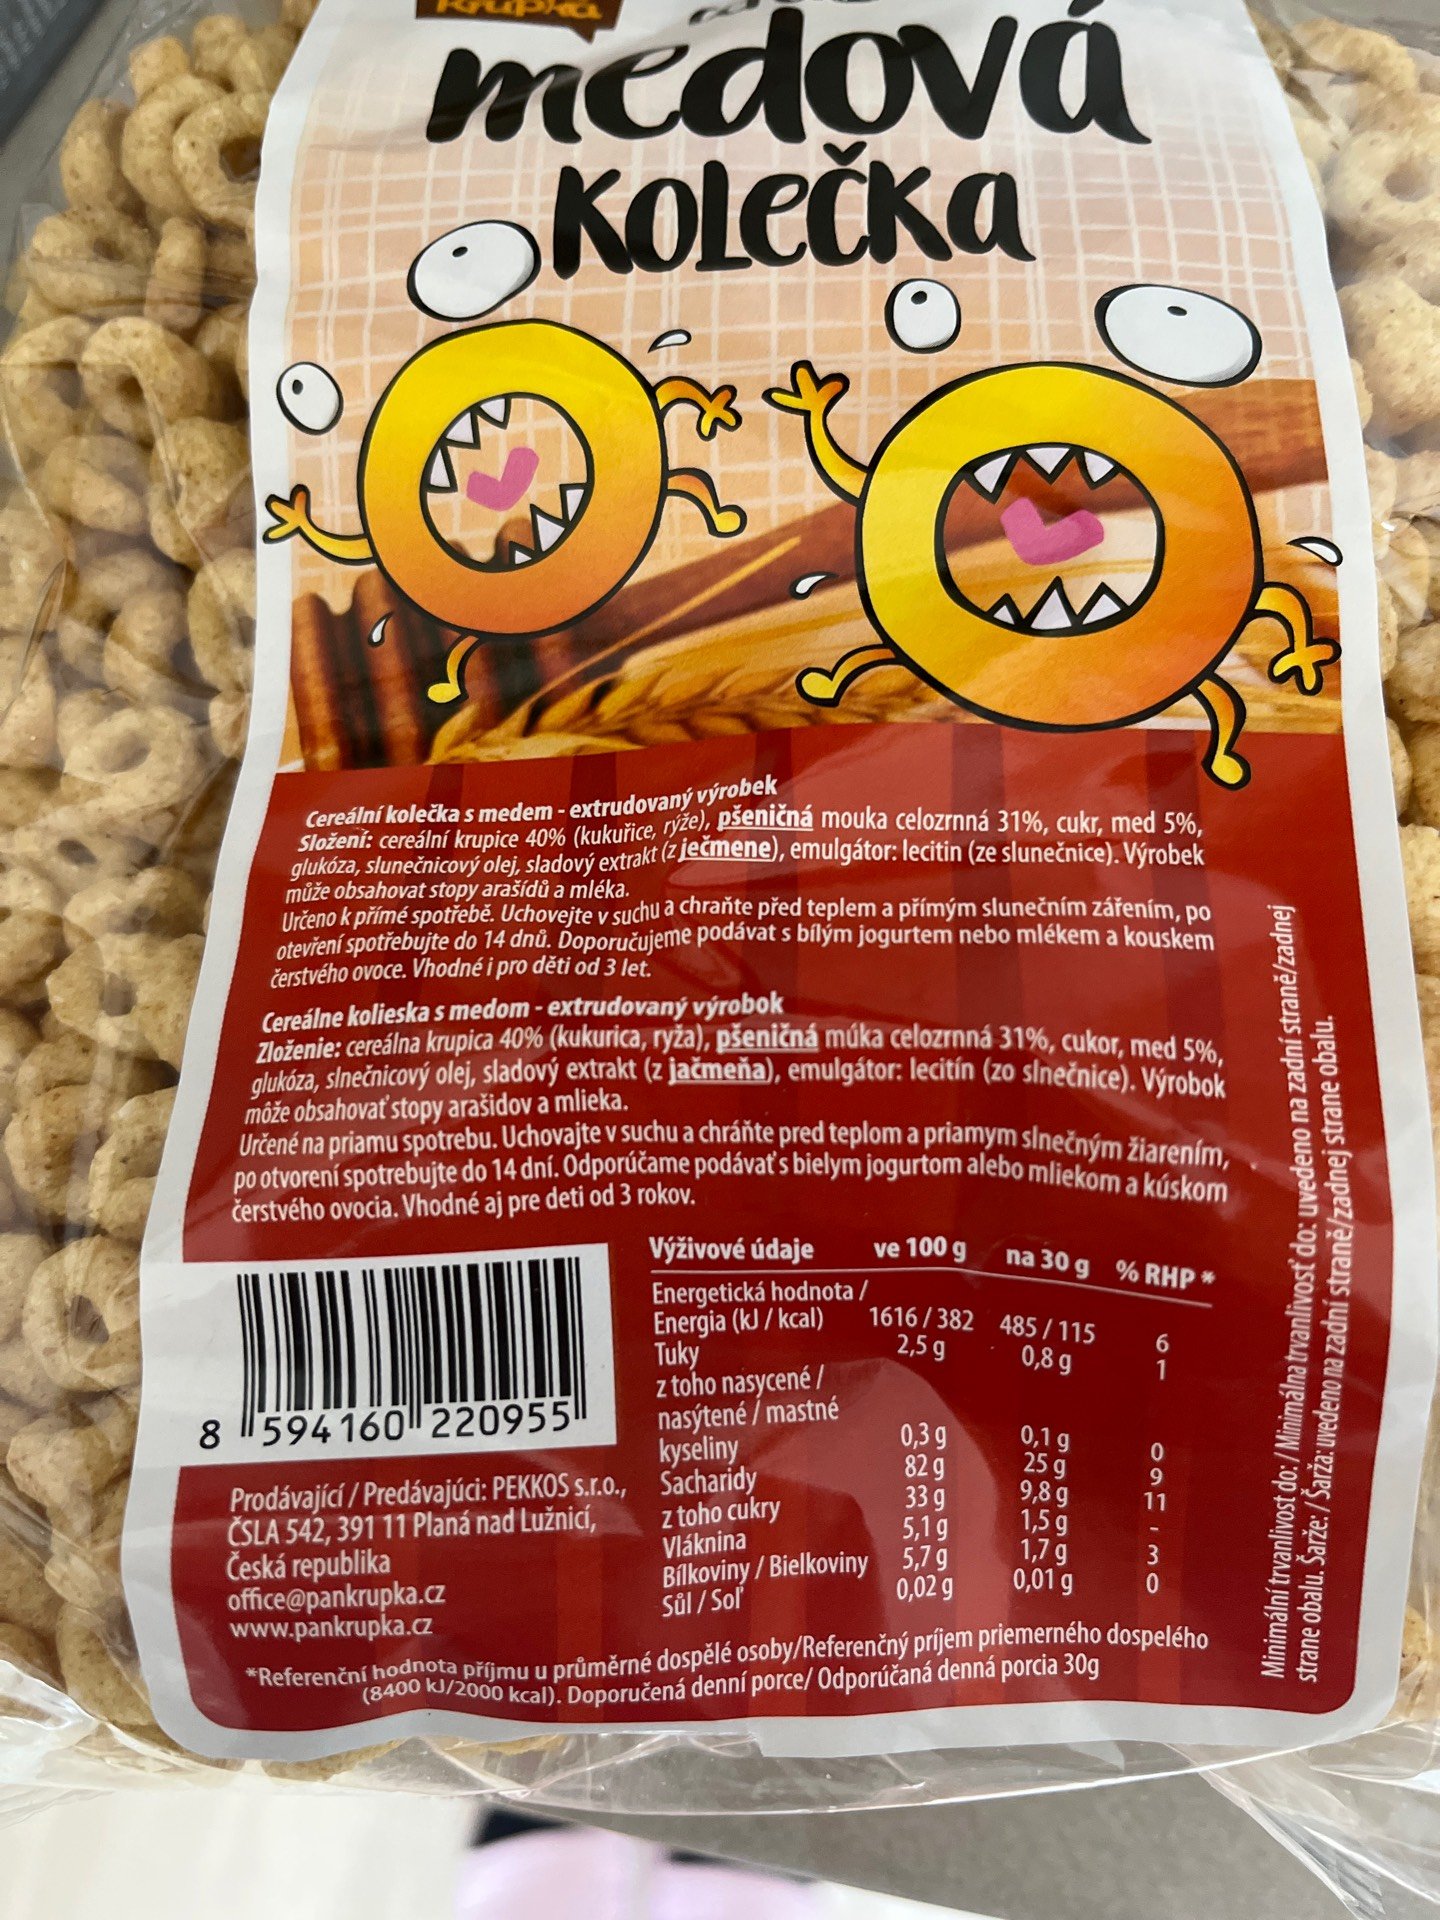 Krupka
medová
kolečka
Cereální kolečka s medem - extrudovaný výrobek
Složení: cereální krupice 40% (kukuřice, rýže), pšeničná mouka celozrnná 31%, cukr, med 5%,
glukóza, slunečnicový olej, sladový extrakt (z ječmene), emulgátor: lecitin (ze slunečnice). Výrobek
může obsahovat stopy arašídů a mléka.
Určeno k přímé spotřebě. Uchovejte v suchu a chraňte před teplem a přímým slunečním zářením, po
otevření spotřebujte do 14 dnů. Doporučujeme podávat s bílým jogurtem nebo mlékem a kouskem
čerstvého ovoce. Vhodné i pro děti od 3 let.
Cereálne kolieska s medom - extrudovaný výrobok
Zloženie: cereálna krupica 40% (kukurica, ryža), pšeničná múka celozrnná 31%, cukor, med 5%,
glukóza, slnečnicový olej, sladový extrakt (z jačmeňa), emulgátor: lecitín (zo slnečnice). Výrobok
môže obsahovať stopy arašidov a mlieka.
Určené na priamu spotrebu. Uchovajte v suchu a chráňte pred teplom a priamym slnečným žiarením,
po otvorení spotrebujte do 14 dní. Odporúčame podávať s bielym jogurtom alebo mliekom a kúskom
čerstvého ovocia. Vhodné aj pre deti od 3 rokov.
Výživové údaje ve 100 g na 30 g % RHP *
Energetická hodnota /
Energia (kJ / kcal) 1616 / 382 485 / 115 6
Tuky 2,5 g 0,8 g 1
z toho nasycené /
nasýtené / mastné
kyseliny 0,3 g 0,1 g 0
Sacharidy 82 g 25 g 9
z toho cukry 33 g 9,8 g 11
Vláknina 5,1 g 1,5 g -
Bílkoviny / Bielkoviny 5,7 g 1,7 g 3
Sůl / Soľ 0,02 g 0,01 g 0
8 594160 220955
Prodávající / Predávajúci: PEKKOS s.r.o.,
ČSLA 542, 391 11 Planá nad Lužnicí,
Česká republika
office@pankrupka.cz
www.pankrupka.cz
*Referenční hodnota příjmu u průměrné dospělé osoby/Referenčný príjem priemerného dospelého
(8400 kJ/2000 kcal). Doporučená denní porce/ Odporúčaná denná porcia 30g
Minimální trvanlivost do: / Minimálna trvanlivosť do: uvedeno na zadní straně/zadnej
strane obalu. Šarže: / Šarža: uvedeno na zadní straně/zadnej strane obalu.